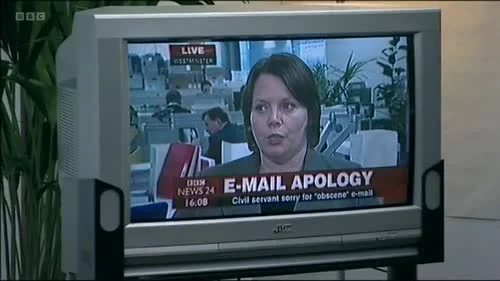 BBC
LIVE
WESTMINSTER
BBC
NEWS 24
16:08
E-MAIL APOLOGY
Civil servant sorry for "obscene" e-mail
JVC